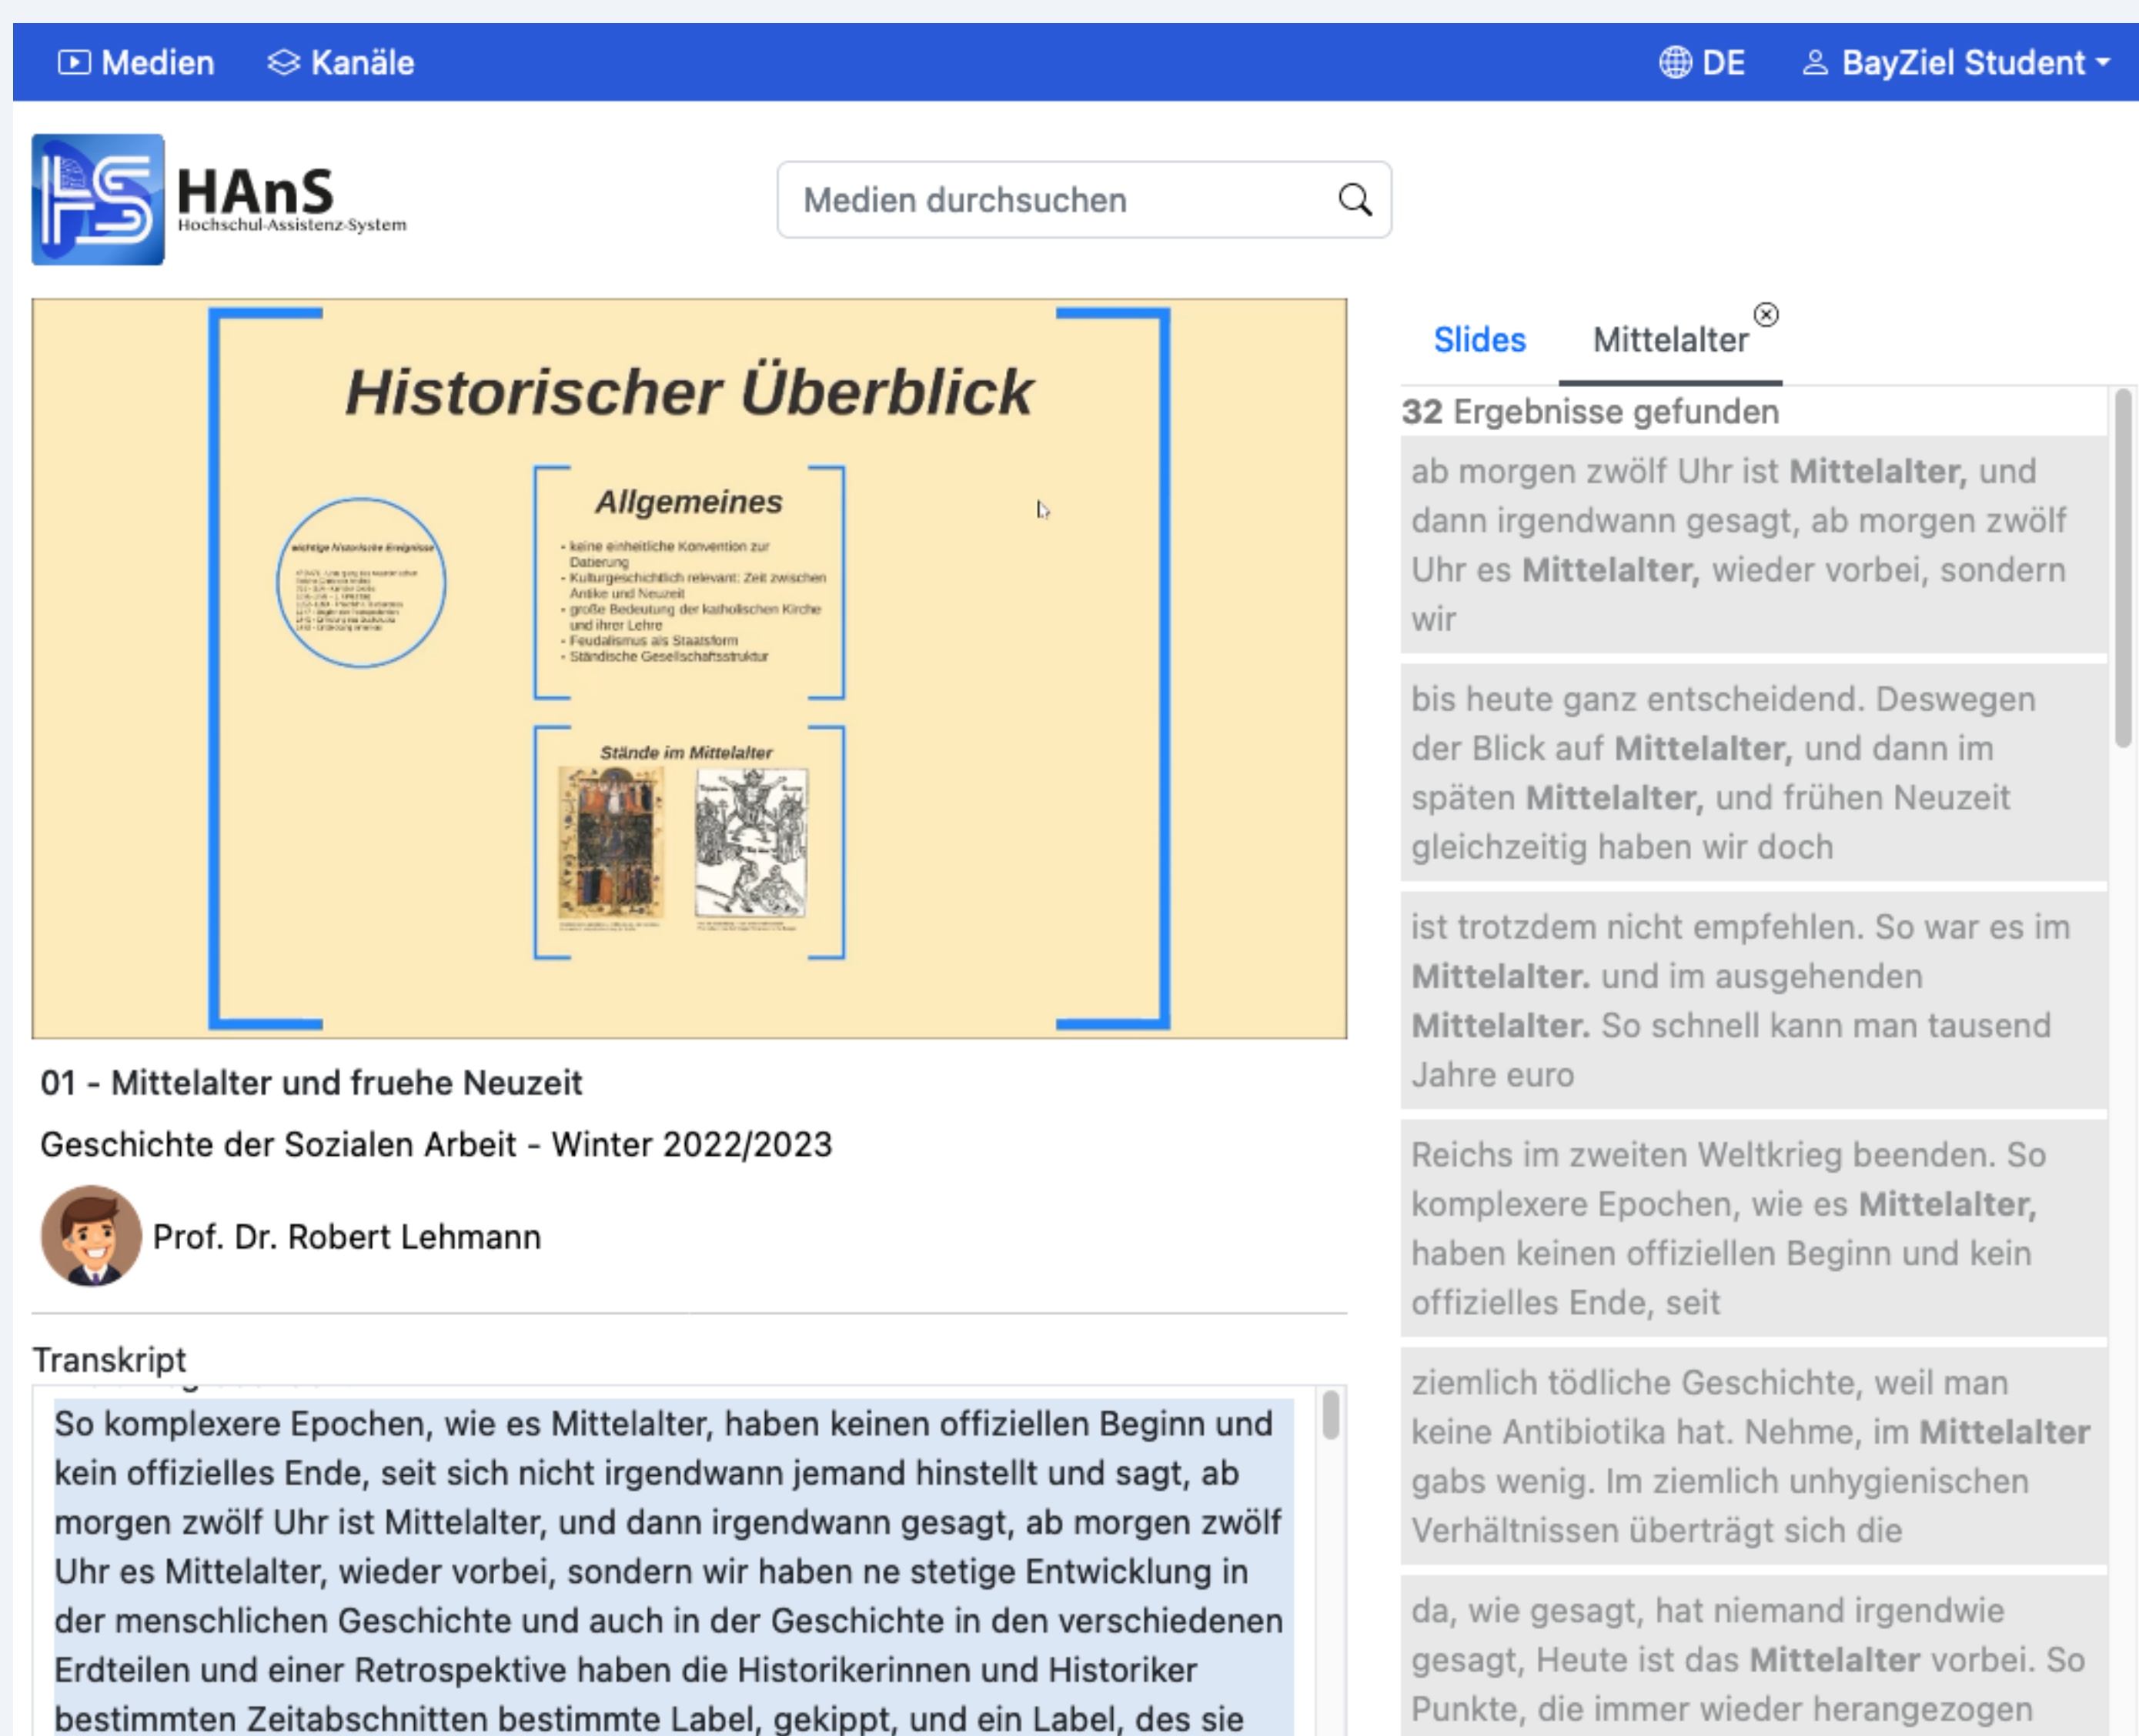 Medien
Kanäle
DE
BayZiel Student
HAnS
Hochschul-Assistenz-System
Medien durchsuchen
Historischer Überblick
wichtige historische Ereignisse
Allgemeines
- keine einheitliche Konvention zur
Datierung
- Kulturgeschichtlich relevant: Zeit zwischen
Antike und Neuzeit
- große Bedeutung der katholischen Kirche
und ihrer Lehre
- Feudalismus als Staatsform
- Ständische Gesellschaftsstruktur
Stände im Mittelalter
01 - Mittelalter und fruehe Neuzeit
Geschichte der Sozialen Arbeit - Winter 2022/2023
Prof. Dr. Robert Lehmann
Transkript
So komplexere Epochen, wie es Mittelalter, haben keinen offiziellen Beginn und
kein offizielles Ende, seit sich nicht irgendwann jemand hinstellt und sagt, ab
morgen zwölf Uhr ist Mittelalter, und dann irgendwann gesagt, ab morgen zwölf
Uhr es Mittelalter, wieder vorbei, sondern wir haben ne stetige Entwicklung in
der menschlichen Geschichte und auch in der Geschichte in den verschiedenen
Erdteilen und einer Retrospektive haben die Historikerinnen und Historiker
bestimmten Zeitabschnitten bestimmte Label, gekippt, und ein Label, des sie
Slides
Mittelalter
32 Ergebnisse gefunden
ab morgen zwölf Uhr ist Mittelalter, und
dann irgendwann gesagt, ab morgen zwölf
Uhr es Mittelalter, wieder vorbei, sondern
wir
bis heute ganz entscheidend. Deswegen
der Blick auf Mittelalter, und dann im
späten Mittelalter, und frühen Neuzeit
gleichzeitig haben wir doch
ist trotzdem nicht empfehlen. So war es im
Mittelalter. und im ausgehenden
Mittelalter. So schnell kann man tausend
Jahre euro
Reichs im zweiten Weltkrieg beenden. So
komplexere Epochen, wie es Mittelalter,
haben keinen offiziellen Beginn und kein
offizielles Ende, seit
ziemlich tödliche Geschichte, weil man
keine Antibiotika hat. Nehme, im Mittelalter
gabs wenig. Im ziemlich unhygienischen
Verhältnissen überträgt sich die
da, wie gesagt, hat niemand irgendwie
gesagt, Heute ist das Mittelalter vorbei. So
Punkte, die immer wieder herangezogen